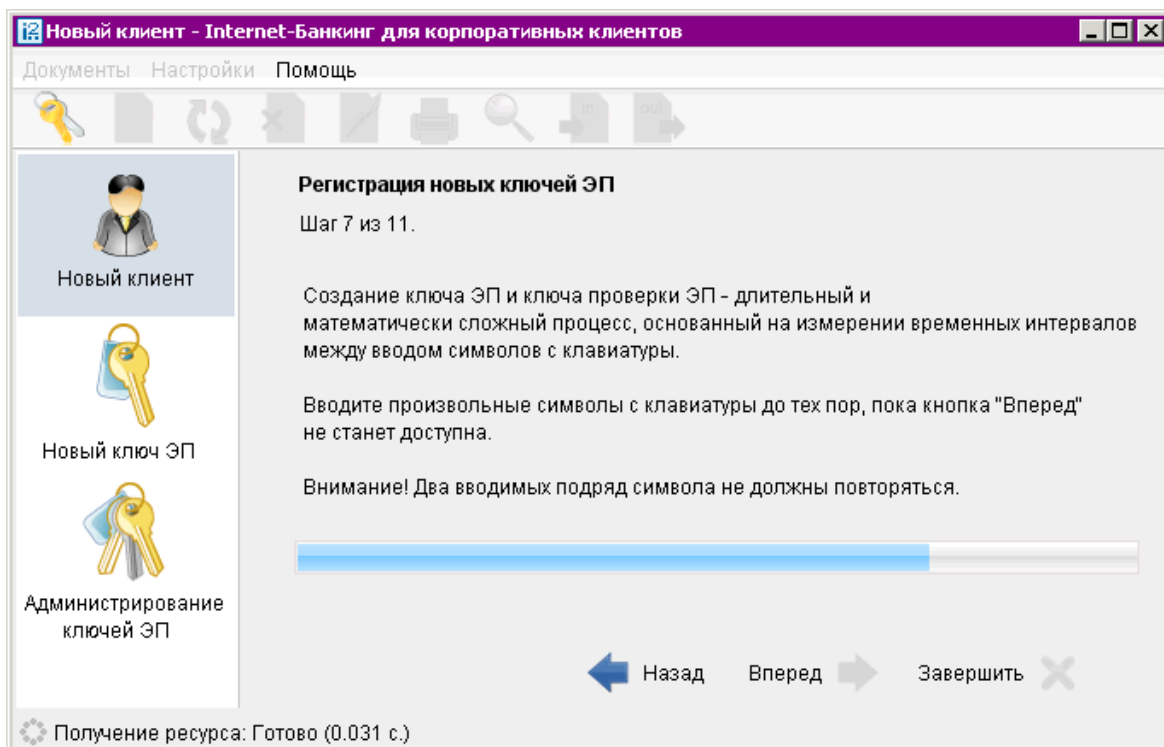 Новый клиент - Internet-Банкинг для корпоративных клиентов
Документы Настройки Помощь
in out
Новый клиент
Новый ключ ЭП
Администрирование
ключей ЭП
Регистрация новых ключей ЭП
Шаг 7 из 11.
Создание ключа ЭП и ключа проверки ЭП - длительный и
математически сложный процесс, основанный на измерении временных интервалов
между вводом символов с клавиатуры.
Вводите произвольные символы с клавиатуры до тех пор, пока кнопка "Вперед"
не станет доступна.
Внимание! Два вводимых подряд символа не должны повторяться.
Назад Вперед Завершить
Получение ресурса: Готово (0.031 с.)